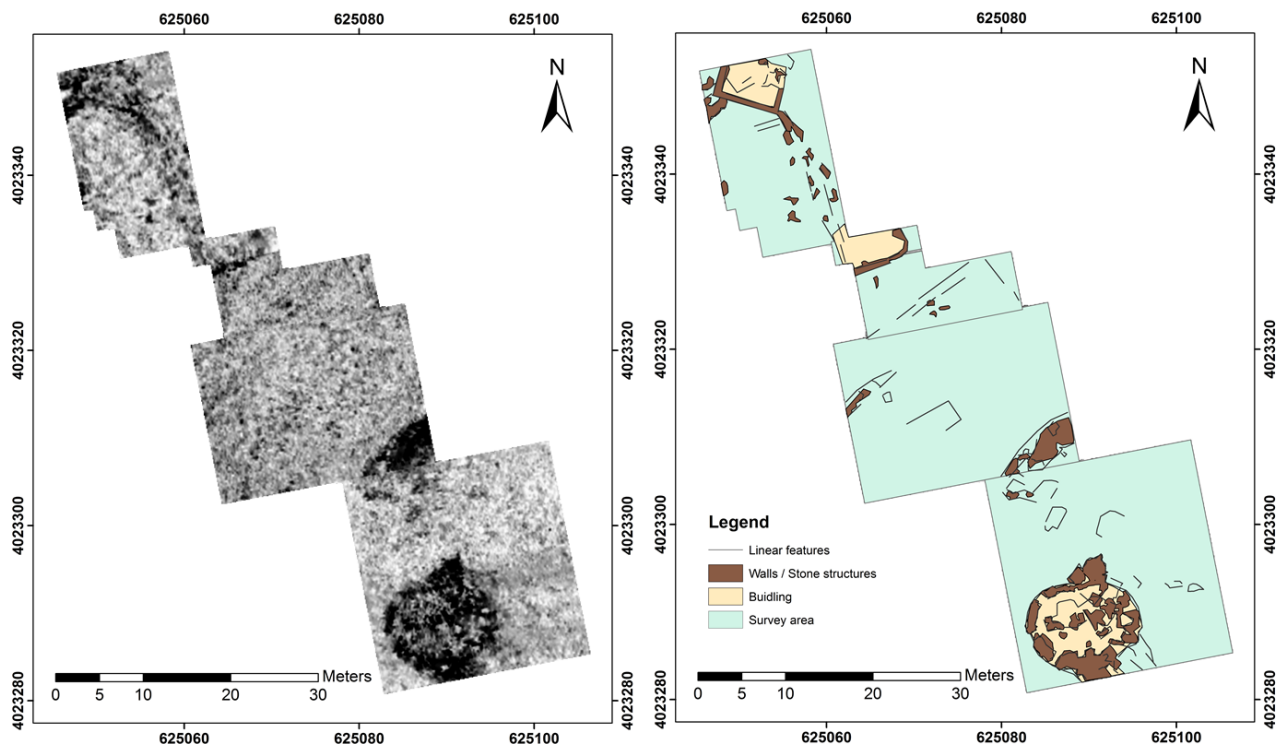 625060 625080 625100
625060 625080 625100
N
N
4023340
4023340
4023340
4023340
4023320
4023320
4023320
4023320
4023300
4023300
4023300
4023300
Legend
Linear features
Walls / Stone structures
Buidling
Survey area
Meters
0 5 10 20 30
Meters
0 5 10 20 30
4023280
4023280
4023280
4023280
625060 625080 625100
625060 625080 625100